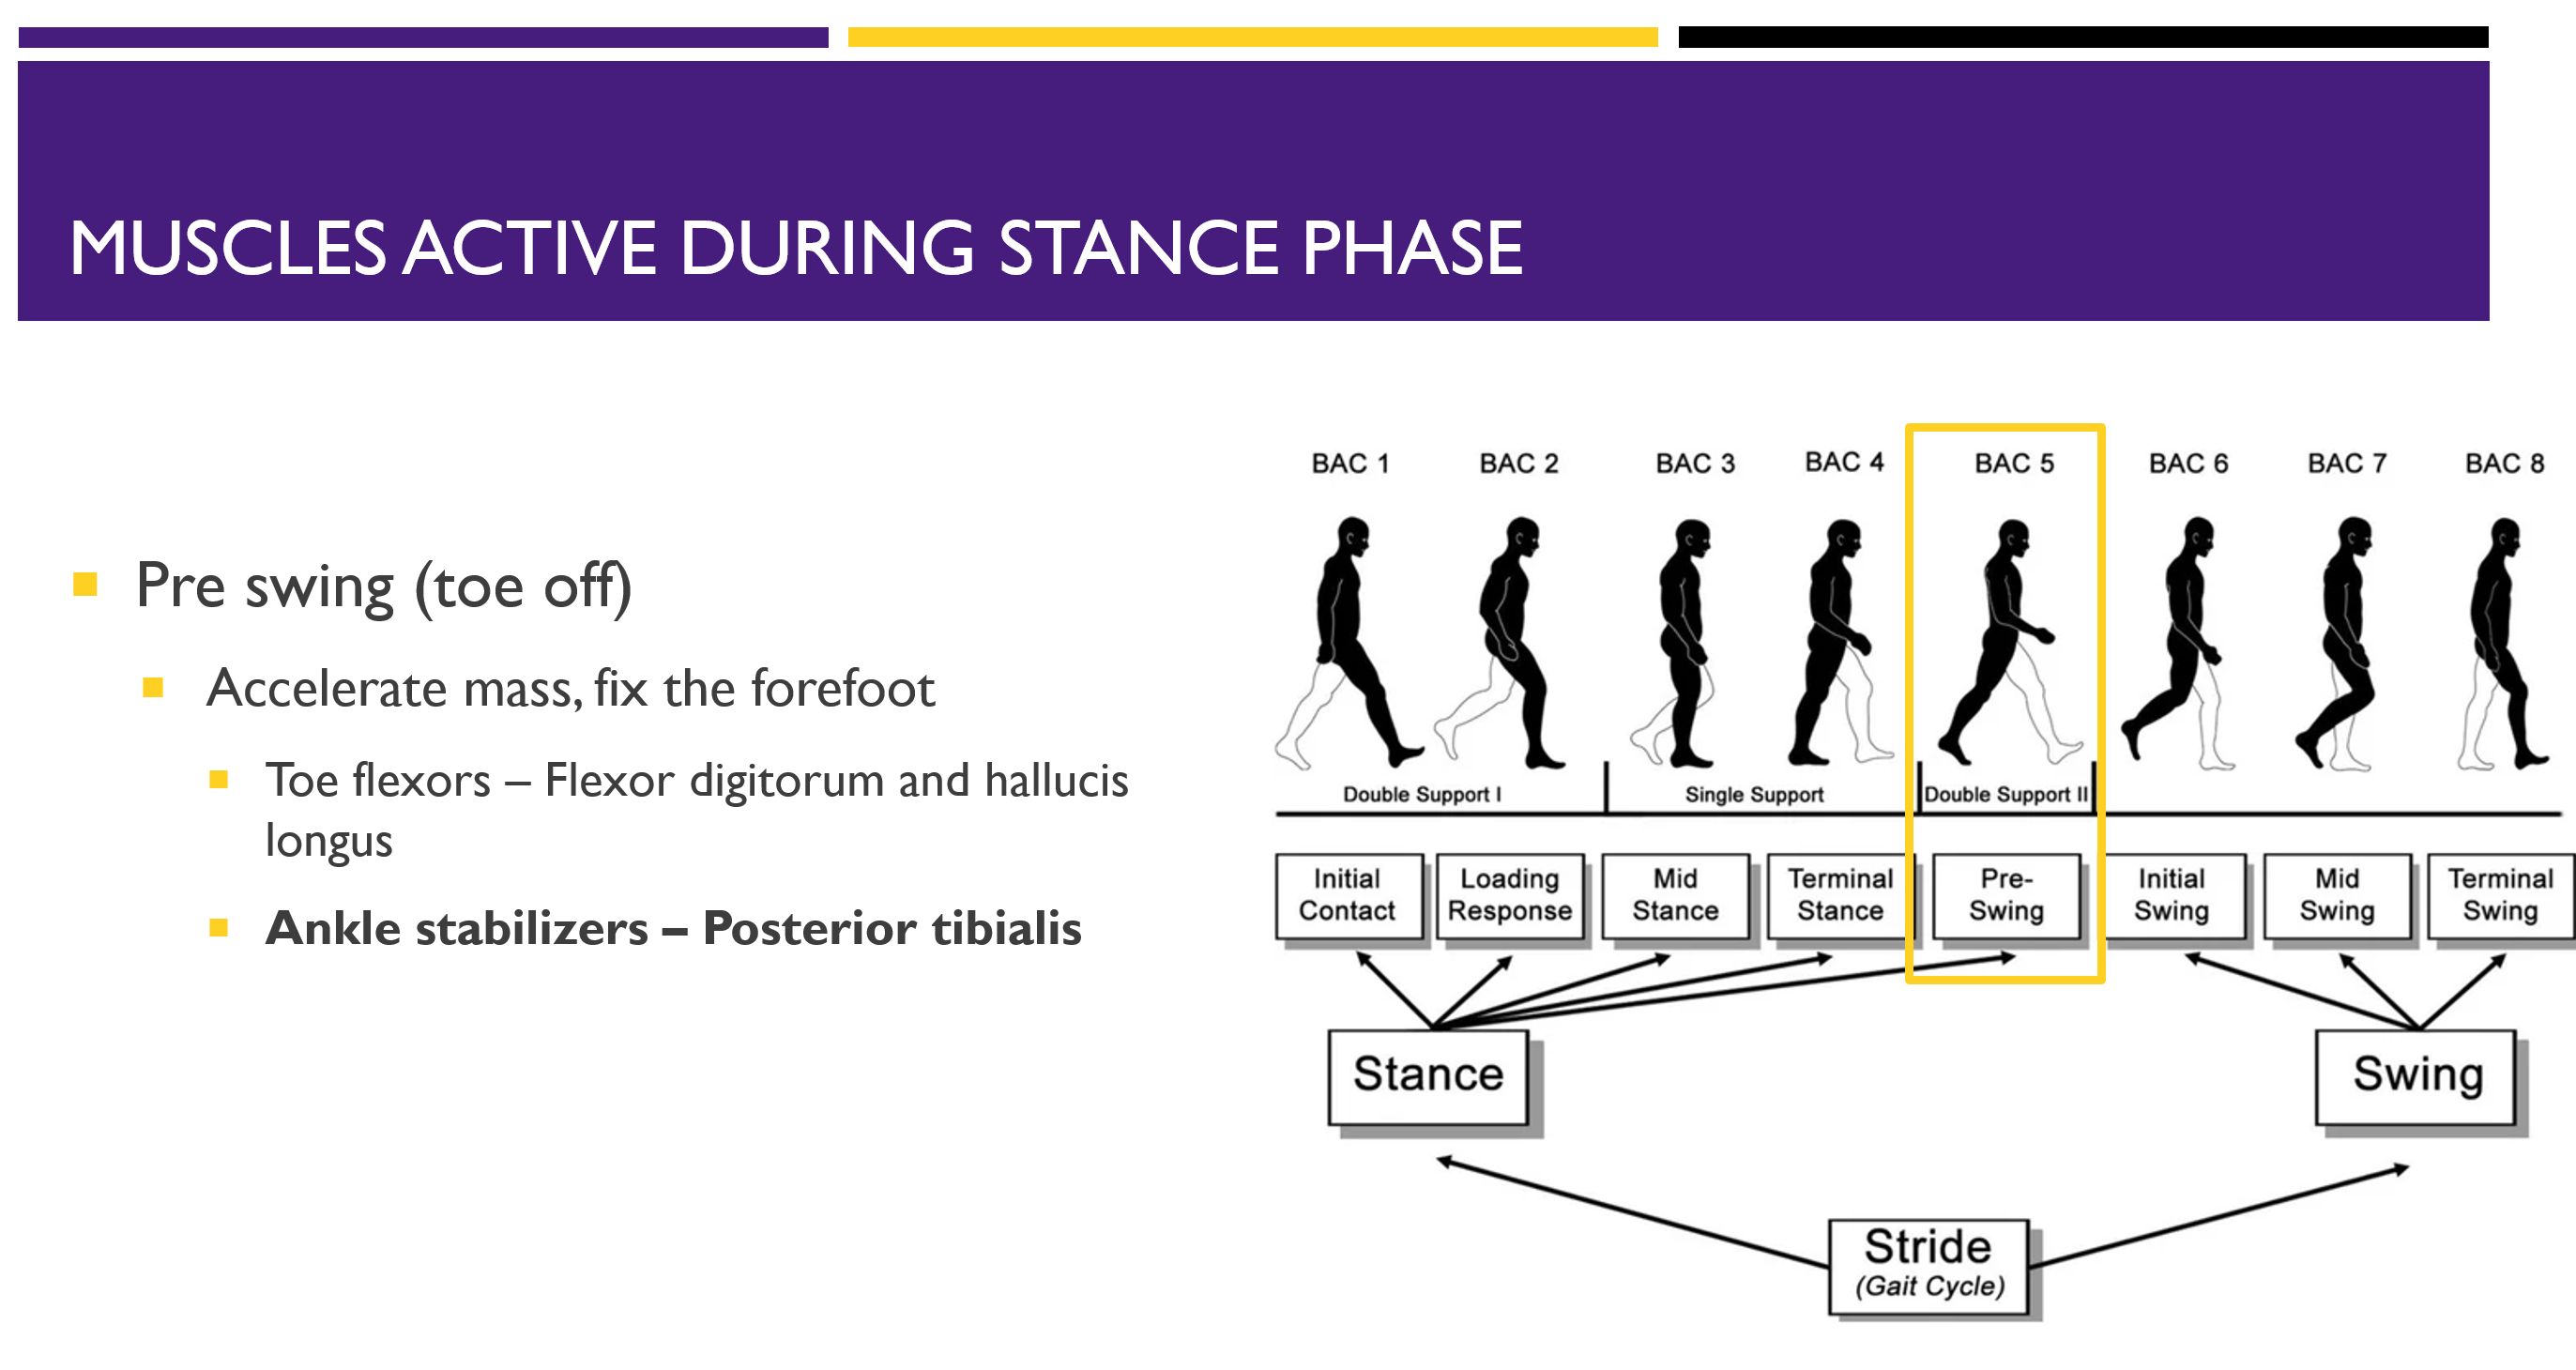 MUSCLES ACTIVE DURING STANCE PHASE
Pre swing (toe off)
Accelerate mass, fix the forefoot
Toe flexors – Flexor digitorum and hallucis
longus
Ankle stabilizers – Posterior tibialis
BAC 1 BAC 2 BAC 3 BAC 4 BAC 5 BAC 6 BAC 7 BAC 8
Double Support I Single Support Double Support II
Initial Loading Mid Terminal Pre- Initial Mid Terminal
Contact Response Stance Stance Swing Swing Swing Swing
Stance Swing
Stride
(Gait Cycle)